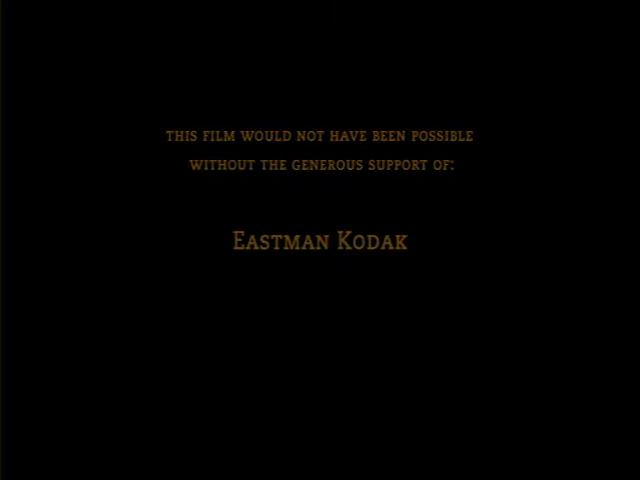 THIS FILM WOULD NOT HAVE BEEN POSSIBLE
WITHOUT THE GENEROUS SUPPORT OF:
EASTMAN KODAK